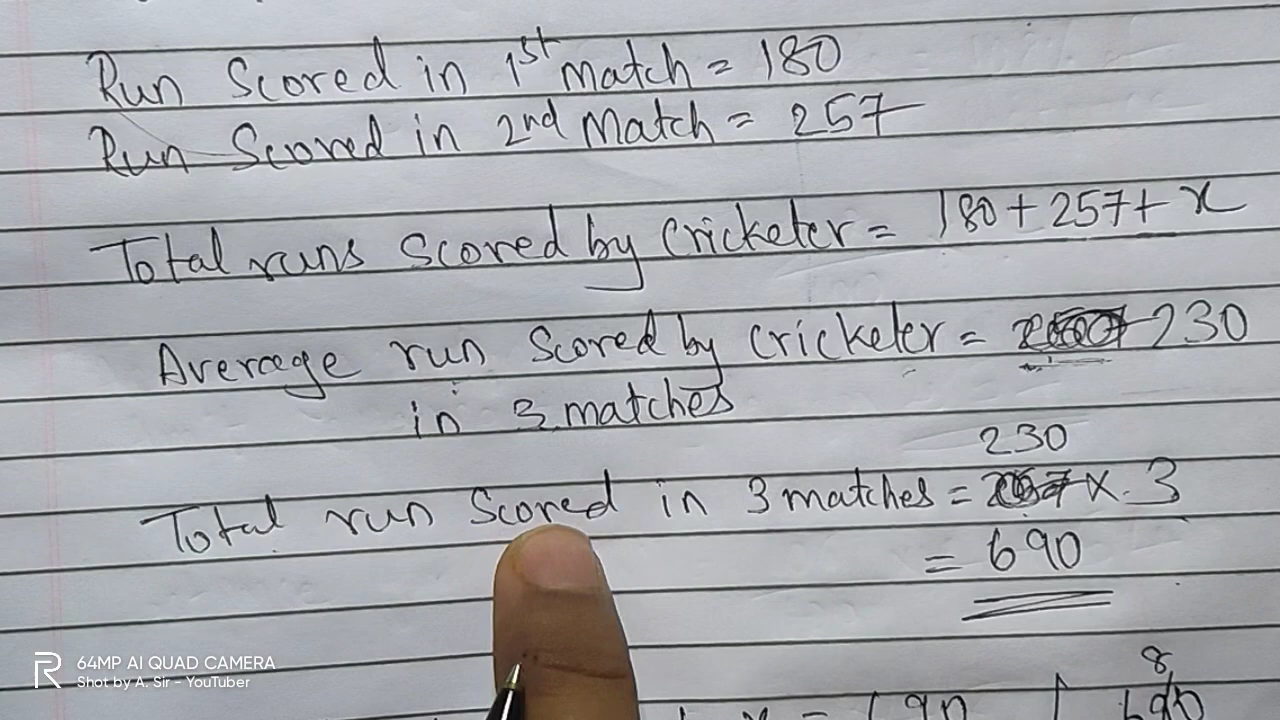 Run Scored in 1st match = 180
Run Scored in 2nd Match = 257
Total runs scored by cricketer = 180 + 257 + x
Average run scored by cricketer = 230
in 3 matches
230
Total run scored in 3 matches = x 3
= 690
8
x = 690
64MP AI QUAD CAMERA
Shot by A. Sir - YouTuber